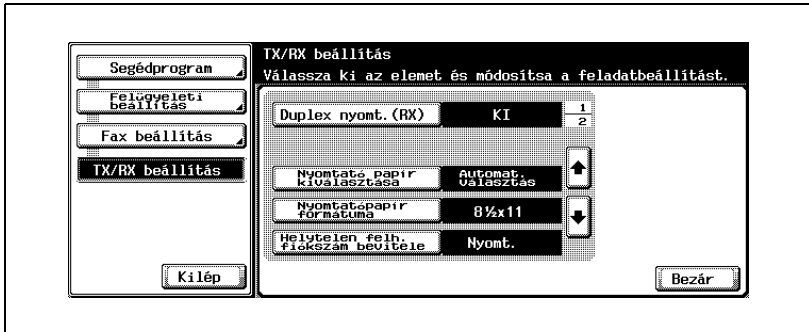 Segédprogram
Felügyeleti
beállítás
Fax beállítás
TX/RX beállítás
Kilép
TX/RX beállítás
Válassza ki az elemet és módosítsa a feladatbeállítást.
Duplex nyomt.(RX)
KI
1
2
Nyomtató papír
kiválasztása
Automat.
választás
Nyomtatópapír
formátuma
8½x11
Helytelen felh.
fiókszám bevitele
Nyomt.
Bezár